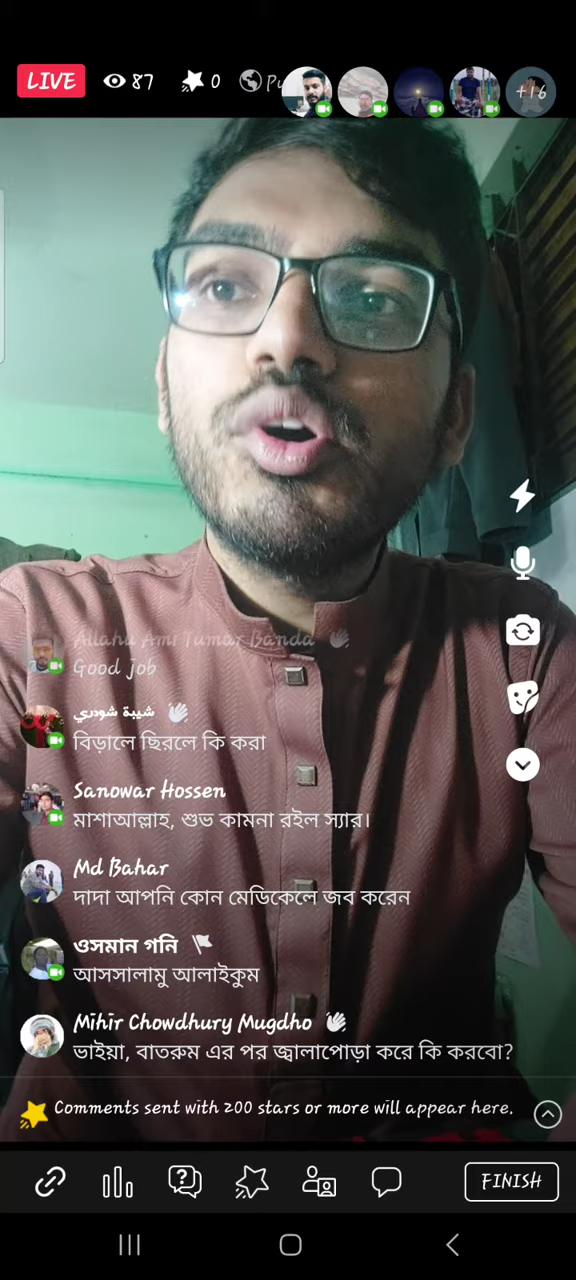 LIVE 87 0
+16
Allahu Ami Tumar Banda
Good job
شيبة شودري
বিড়ালে ছিরলে কি করা
Sanowar Hossen
মাশাআল্লাহ, শুভ কামনা রইল স্যার।
Md Bahar
দাদা আপনি কোন মেডিকেলে জব করেন
ওসমান গনি
আসসালামু আলাইকুম
Mihir Chowdhury Mugdho
ভাইয়া, বাতরুম এর পর জ্বালাপোড়া করে কি করবো?
Comments sent with 200 stars or more will appear here.
FINISH